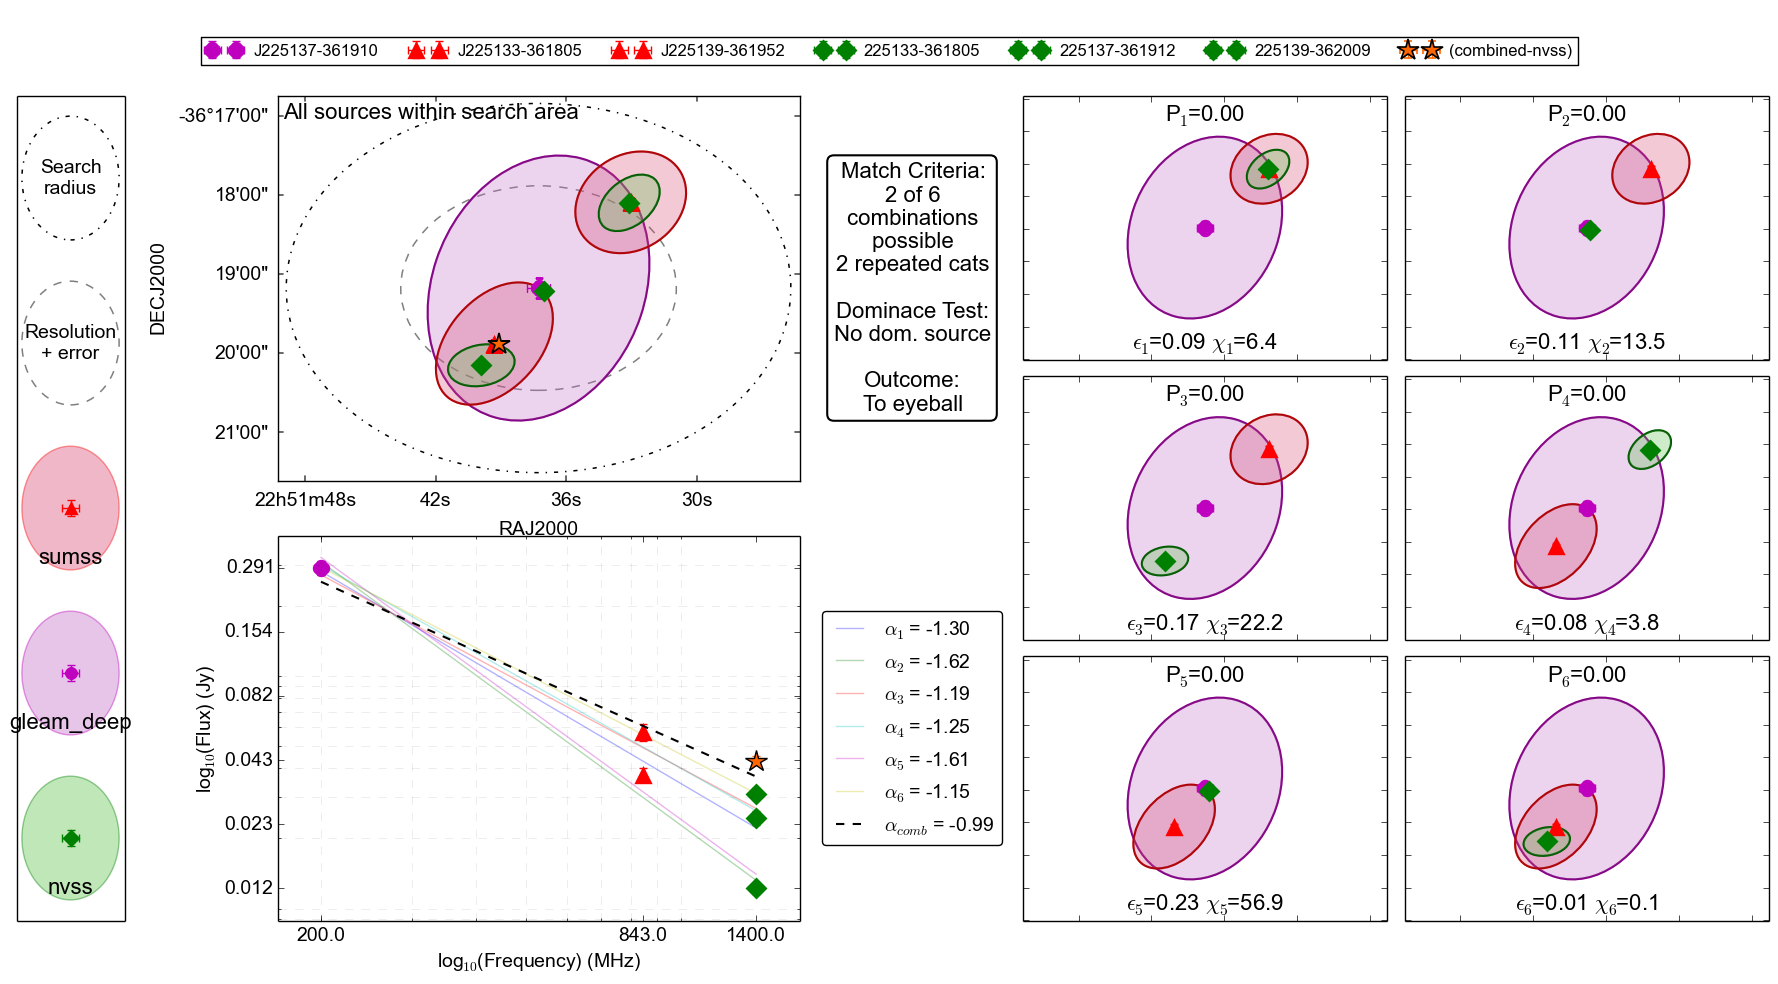 J225137-361910 J225133-361805 J225139-361952 225133-361805 225137-361912 225139-362009 (combined-nvss)
Search
radius
Resolution
+ error
sumss
gleam_deep
nvss
All sources within search area
-36°17'00"
18'00"
19'00"
20'00"
21'00"
DECJ2000
22h51m48s 42s 36s 30s
RAJ2000
0.291
0.154
0.082
0.043
0.023
0.012
log10(Flux) (Jy)
200.0 843.0 1400.0
log10(Frequency) (MHz)
Match Criteria:
2 of 6
combinations
possible
2 repeated cats
Dominace Test:
No dom. source
Outcome:
To eyeball
α1 = -1.30
α2 = -1.62
α3 = -1.19
α4 = -1.25
α5 = -1.61
α6 = -1.15
αcomb = -0.99
P1=0.00
ϵ1=0.09 χ1=6.4
P2=0.00
ϵ2=0.11 χ2=13.5
P3=0.00
ϵ3=0.17 χ3=22.2
P4=0.00
ϵ4=0.08 χ4=3.8
P5=0.00
ϵ5=0.23 χ5=56.9
P6=0.00
ϵ6=0.01 χ6=0.1